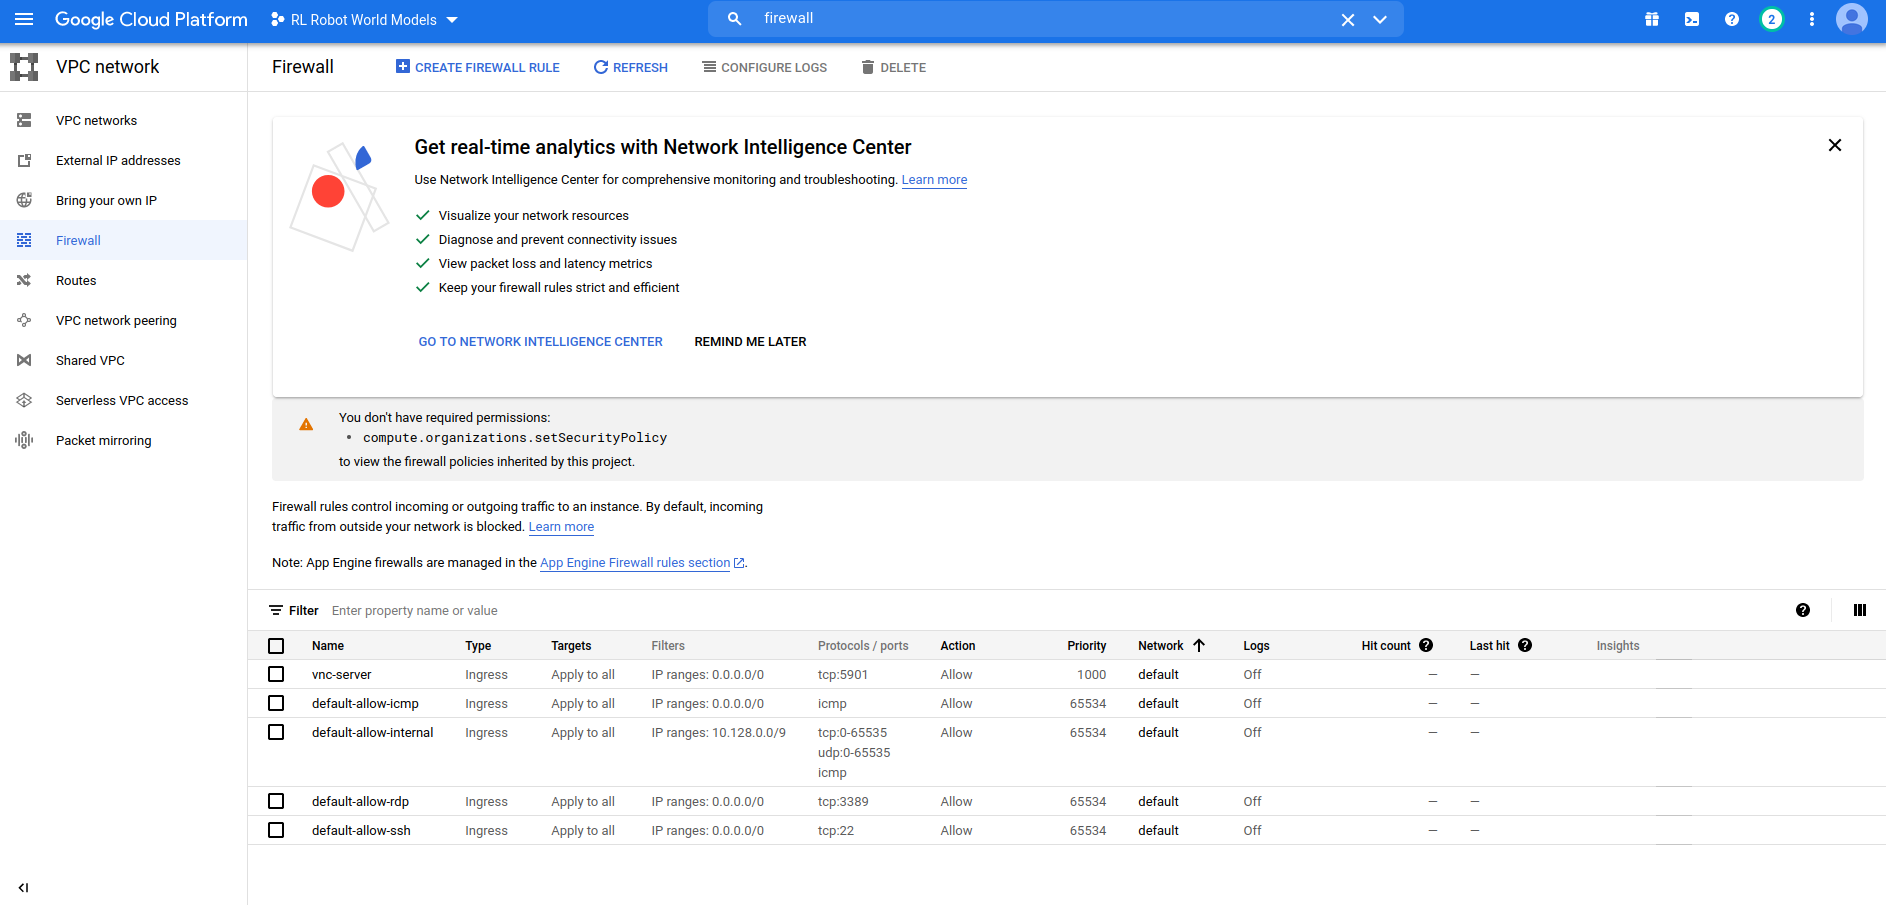 Google Cloud Platform
RL Robot World Models
firewall
2
VPC network
Firewall
CREATE FIREWALL RULE
REFRESH
CONFIGURE LOGS
DELETE
VPC networks
External IP addresses
Bring your own IP
Firewall
Routes
VPC network peering
Shared VPC
Serverless VPC access
Packet mirroring
Get real-time analytics with Network Intelligence Center
Use Network Intelligence Center for comprehensive monitoring and troubleshooting. Learn more
Visualize your network resources
Diagnose and prevent connectivity issues
View packet loss and latency metrics
Keep your firewall rules strict and efficient
GO TO NETWORK INTELLIGENCE CENTER REMIND ME LATER
You don't have required permissions:
• compute.organizations.setSecurityPolicy
to view the firewall policies inherited by this project.
Firewall rules control incoming or outgoing traffic to an instance. By default, incoming
traffic from outside your network is blocked. Learn more
Note: App Engine firewalls are managed in the App Engine Firewall rules section.
Filter Enter property name or value
Name Type Targets Filters Protocols / ports Action Priority Network Logs Hit count Last hit Insights
vnc-server Ingress Apply to all IP ranges: 0.0.0.0/0 tcp:5901 Allow 1000 default Off — —
default-allow-icmp Ingress Apply to all IP ranges: 0.0.0.0/0 icmp Allow 65534 default Off — —
default-allow-internal Ingress Apply to all IP ranges: 10.128.0.0/9 tcp:0-65535 Allow 65534 default Off — —
udp:0-65535
icmp
default-allow-rdp Ingress Apply to all IP ranges: 0.0.0.0/0 tcp:3389 Allow 65534 default Off — —
default-allow-ssh Ingress Apply to all IP ranges: 0.0.0.0/0 tcp:22 Allow 65534 default Off — —